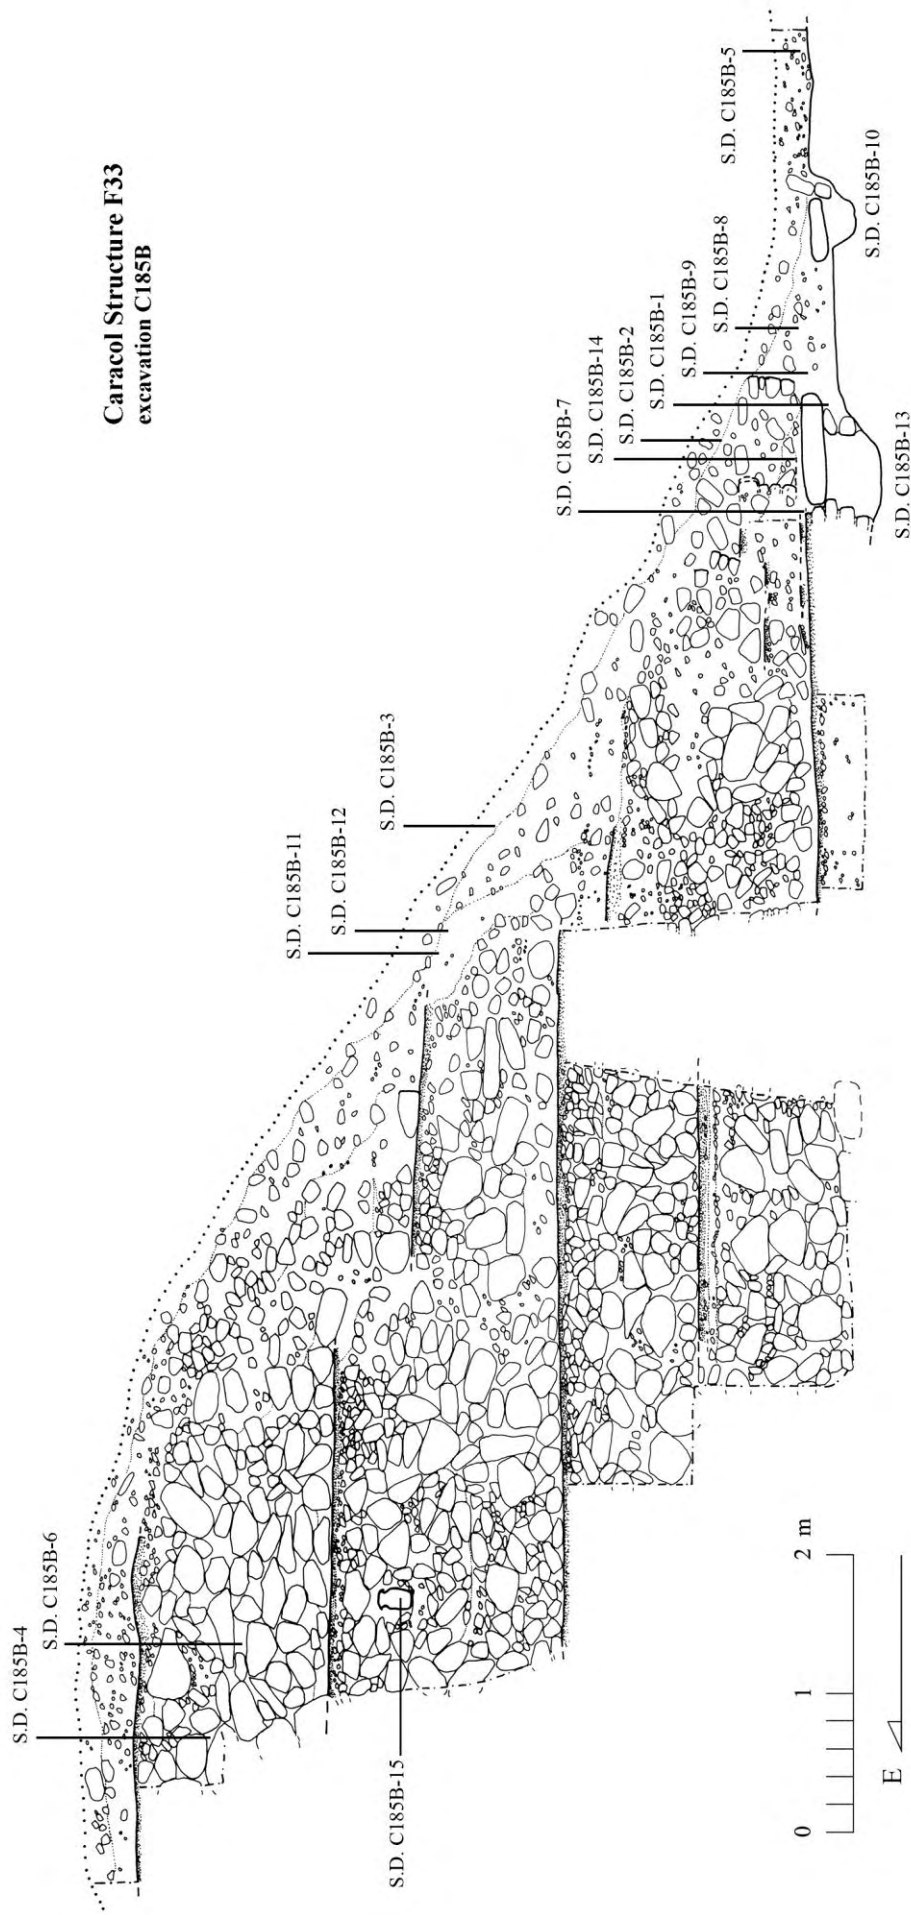 Caracol Structure F33
excavation C185B
S.D. C185B-4
S.D. C185B-6
S.D. C185B-15
S.D. C185B-11
S.D. C185B-12
S.D. C185B-3
S.D. C185B-7
S.D. C185B-14
S.D. C185B-2
S.D. C185B-1
S.D. C185B-9
S.D. C185B-8
S.D. C185B-5
S.D. C185B-10
S.D. C185B-13
0 1 2 m
E